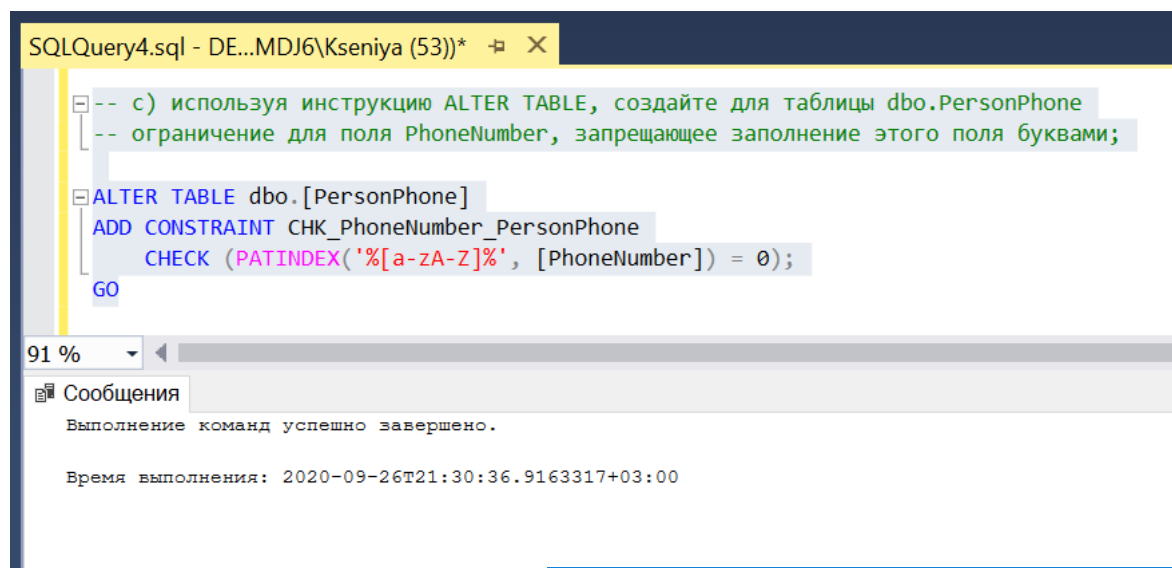 SQLQuery4.sql - DE...MDJ6\Kseniya (53))*
-- c) используя инструкцию ALTER TABLE, создайте для таблицы dbo.PersonPhone
-- ограничение для поля PhoneNumber, запрещающее заполнение этого поля буквами;
ALTER TABLE dbo.[PersonPhone]
ADD CONSTRAINT CHK_PhoneNumber_PersonPhone
CHECK (PATINDEX('%[a-zA-Z]%', [PhoneNumber]) = 0);
GO
91 %
Сообщения
Выполнение команд успешно завершено.
Время выполнения: 2020-09-26T21:30:36.9163317+03:00